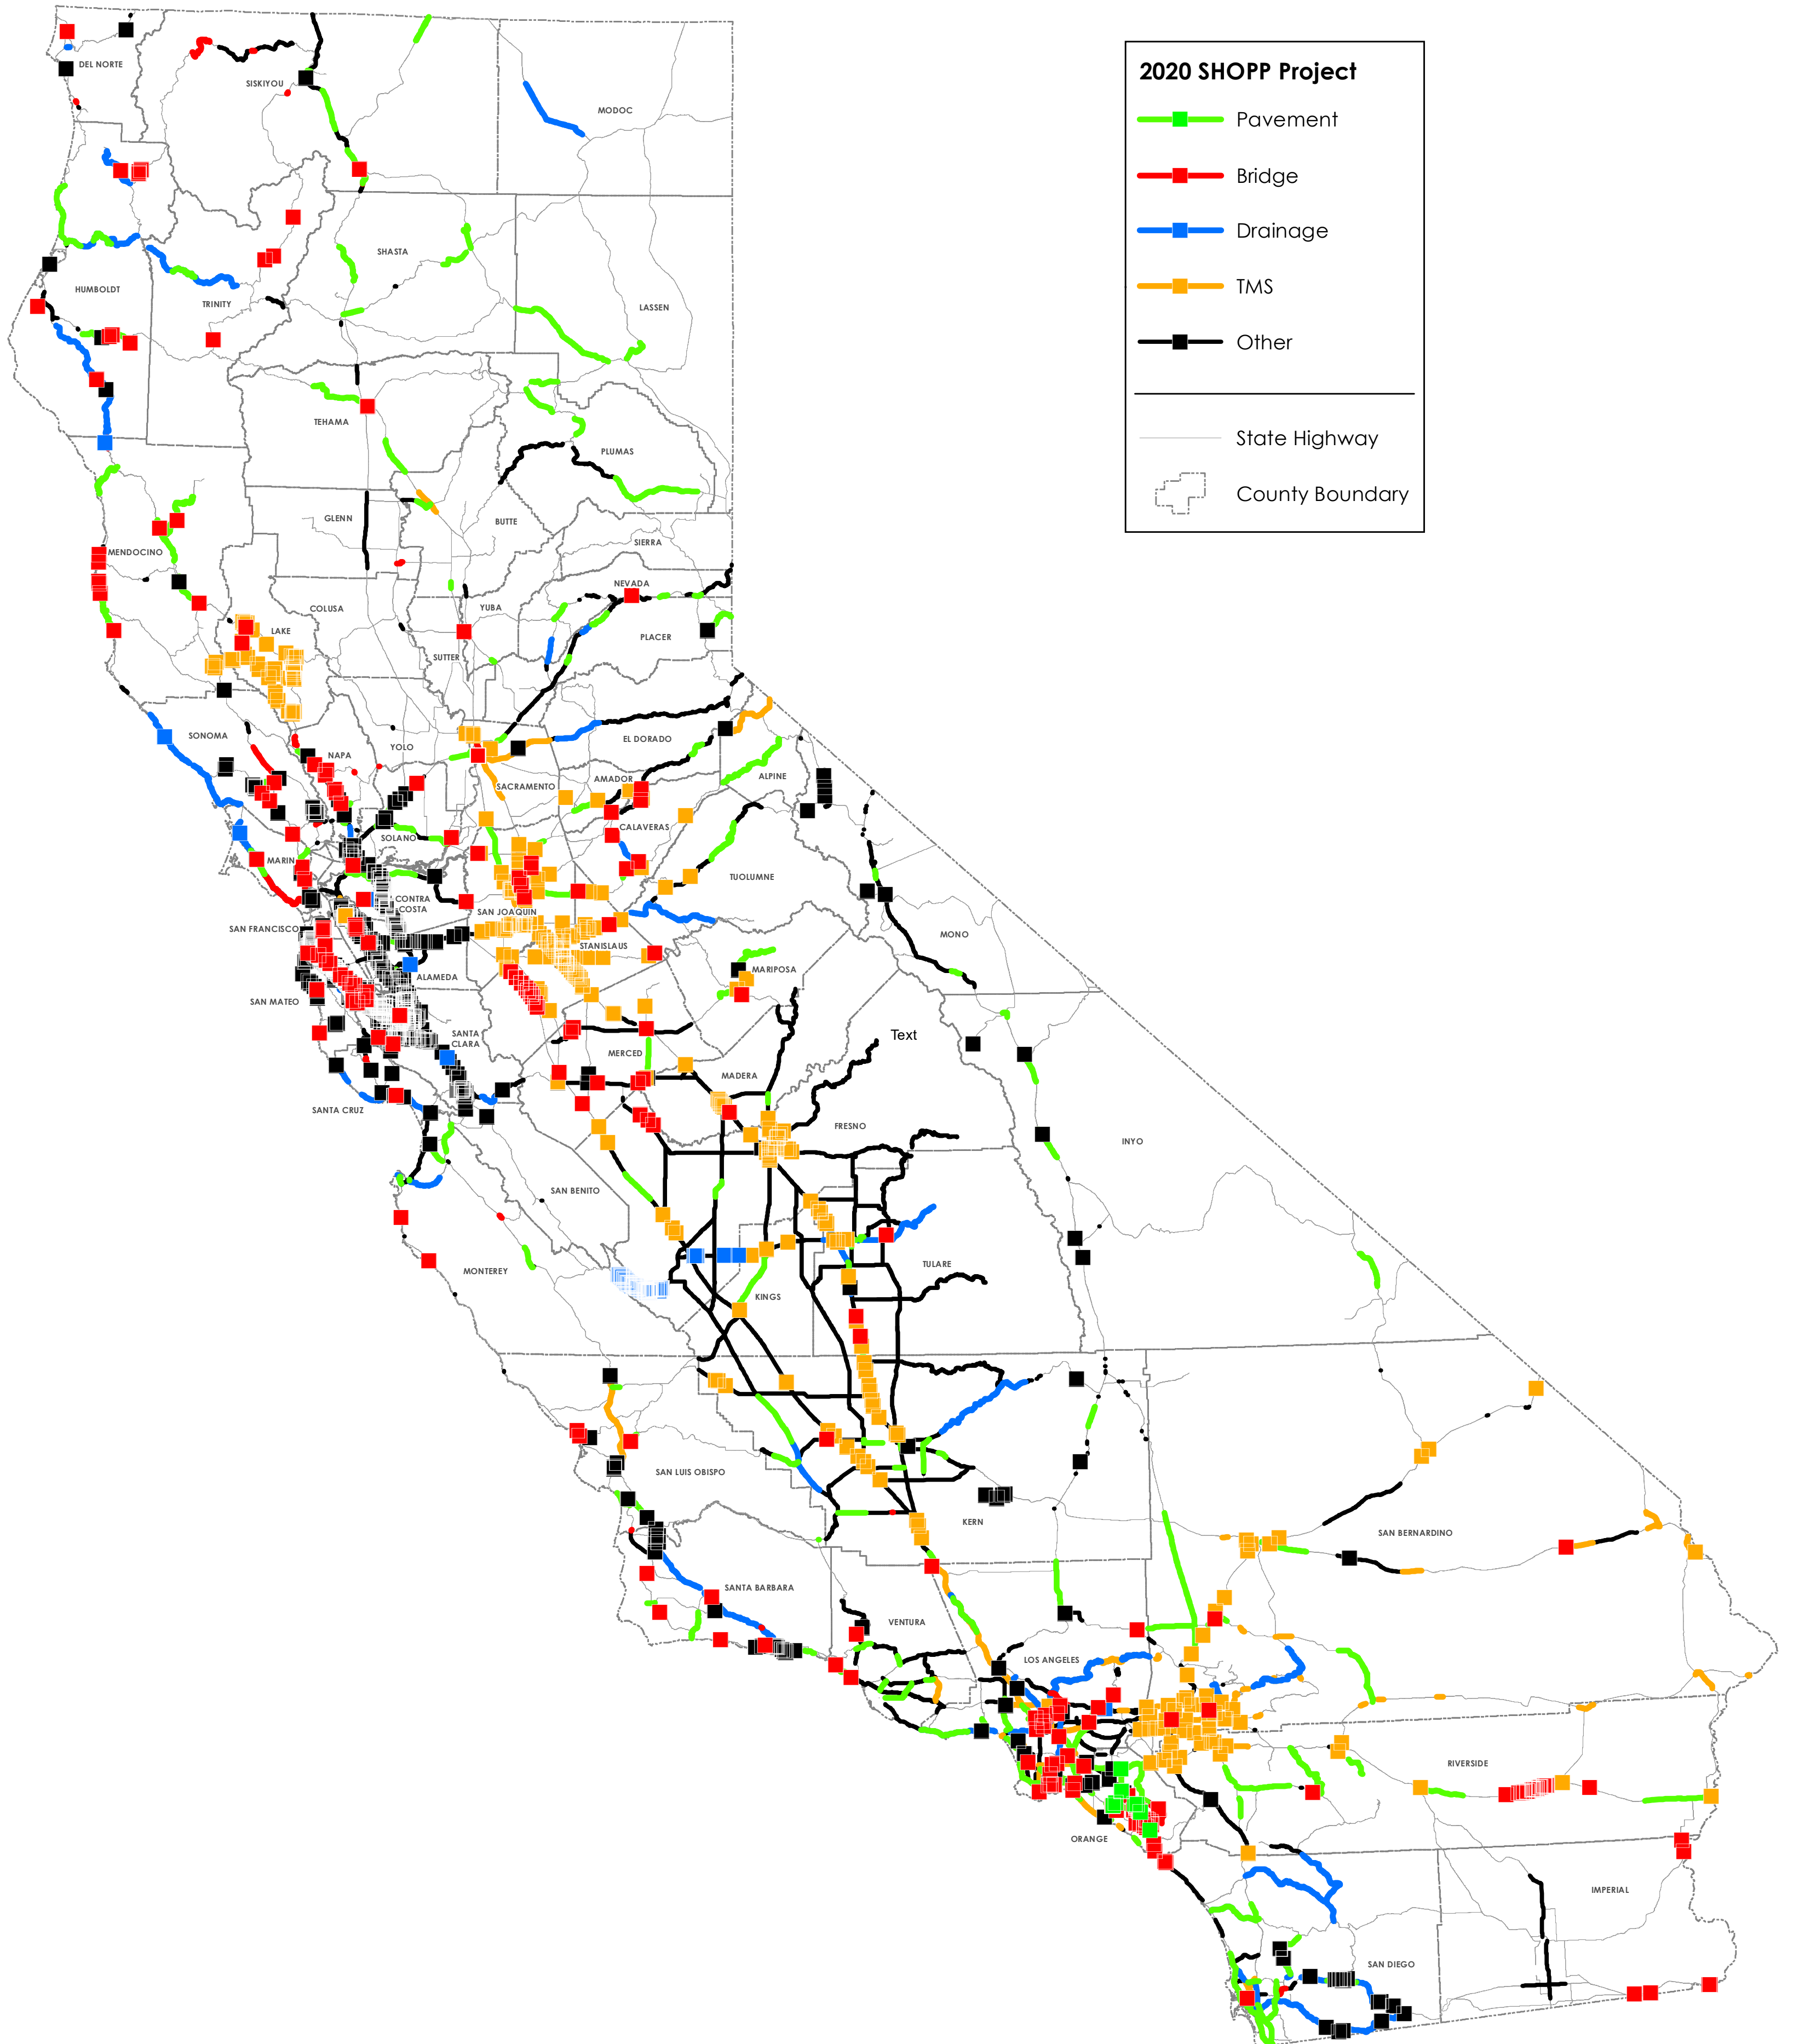 2020 SHOPP Project
Pavement
Bridge
Drainage
TMS
Other
State Highway
County Boundary
DEL NORTE
SISKIYOU
MODOC
SHASTA
HUMBOLDT
TRINITY
LASSEN
TEHAMA
PLUMAS
GLENN
BUTTE
SIERRA
MENDOCINO
NEVADA
COLUSA
YUBA
LAKE
PLACER
SUTTER
SONOMA
NAPA
YOLO
EL DORADO
ALPINE
AMADOR
SACRAMENTO
CALAVERAS
SOLANO
MARIN
TUOLUMNE
CONTRA
COSTA
SAN JOAQUIN
SAN FRANCISCO
STANISLAUS
MONO
ALAMEDA
MARIPOSA
SAN MATEO
SANTA
CLARA
Text
MERCED
MADERA
SANTA CRUZ
FRESNO
INYO
SAN BENITO
MONTEREY
TULARE
KINGS
SAN LUIS OBISPO
KERN
SAN BERNARDINO
SANTA BARBARA
VENTURA
LOS ANGELES
RIVERSIDE
ORANGE
IMPERIAL
SAN DIEGO